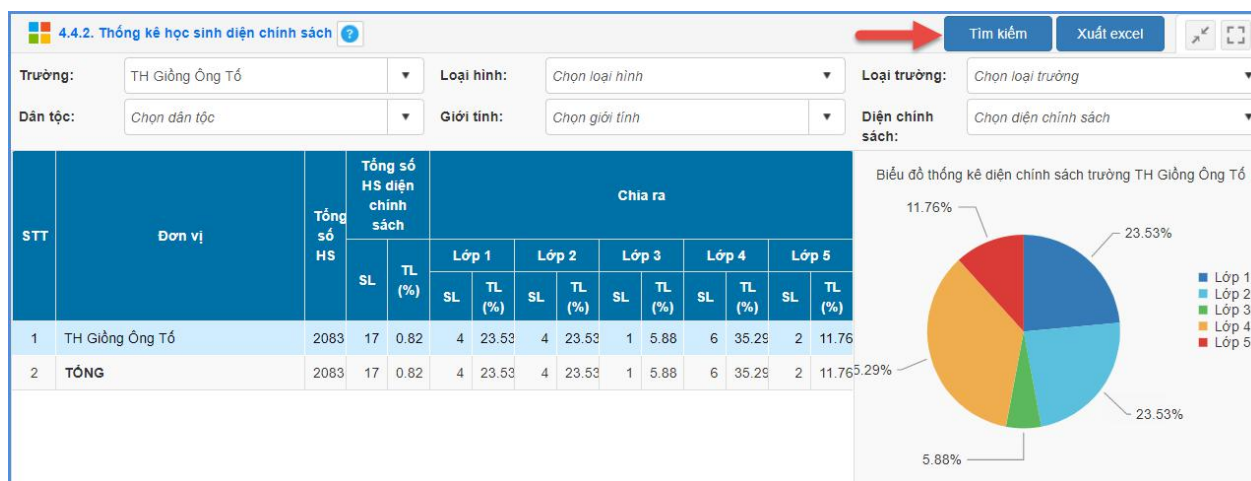 4.4.2. Thống kê học sinh diện chính sách ?
Tìm kiếm Xuất excel
Trường: TH Giồng Ông Tố Loại hình: Chọn loại hình Loại trường: Chọn loại trường
Dân tộc: Chọn dân tộc Giới tính: Chọn giới tính Diện chính sách: Chọn diện chính sách
STT Đơn vị Tổng số HS Tổng số HS diện chính sách Chia ra
Lớp 1 Lớp 2 Lớp 3 Lớp 4 Lớp 5
SL TL (%) SL TL (%) SL TL (%) SL TL (%) SL TL (%) SL TL (%)
1 TH Giồng Ông Tố 2083 17 0.82 4 23.53 4 23.53 1 5.88 6 35.29 2 11.76
2 TỔNG 2083 17 0.82 4 23.53 4 23.53 1 5.88 6 35.29 2 11.76
Biểu đồ thống kê diện chính sách trường TH Giồng Ông Tố
11.76%
23.53%
5.29%
23.53%
5.88%
Lớp 1
Lớp 2
Lớp 3
Lớp 4
Lớp 5